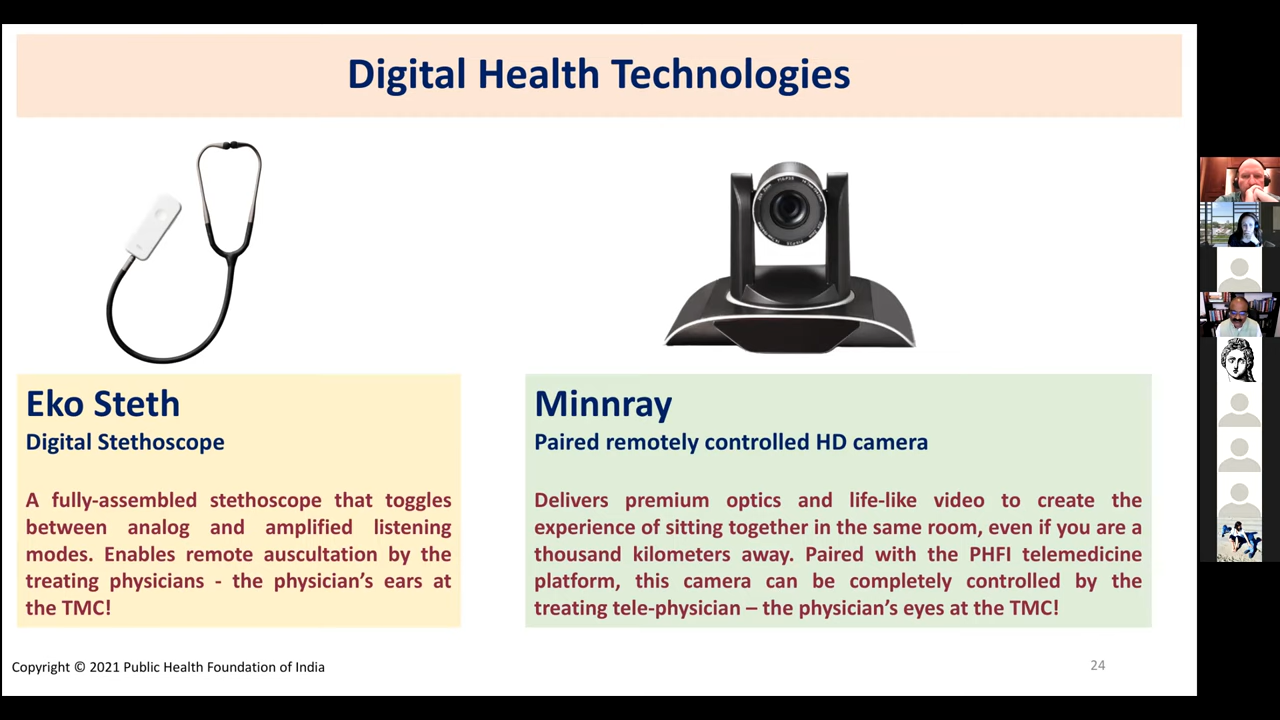 Digital Health Technologies
Eko Steth
Digital Stethoscope
A fully-assembled stethoscope that toggles
between analog and amplified listening
modes. Enables remote auscultation by the
treating physicians - the physician's ears at
the TMC!
Minnray
Paired remotely controlled HD camera
Delivers premium optics and life-like video to create the
experience of sitting together in the same room, even if you are a
thousand kilometers away. Paired with the PHFI telemedicine
platform, this camera can be completely controlled by the
treating tele-physician – the physician's eyes at the TMC!
Copyright © 2021 Public Health Foundation of India
24